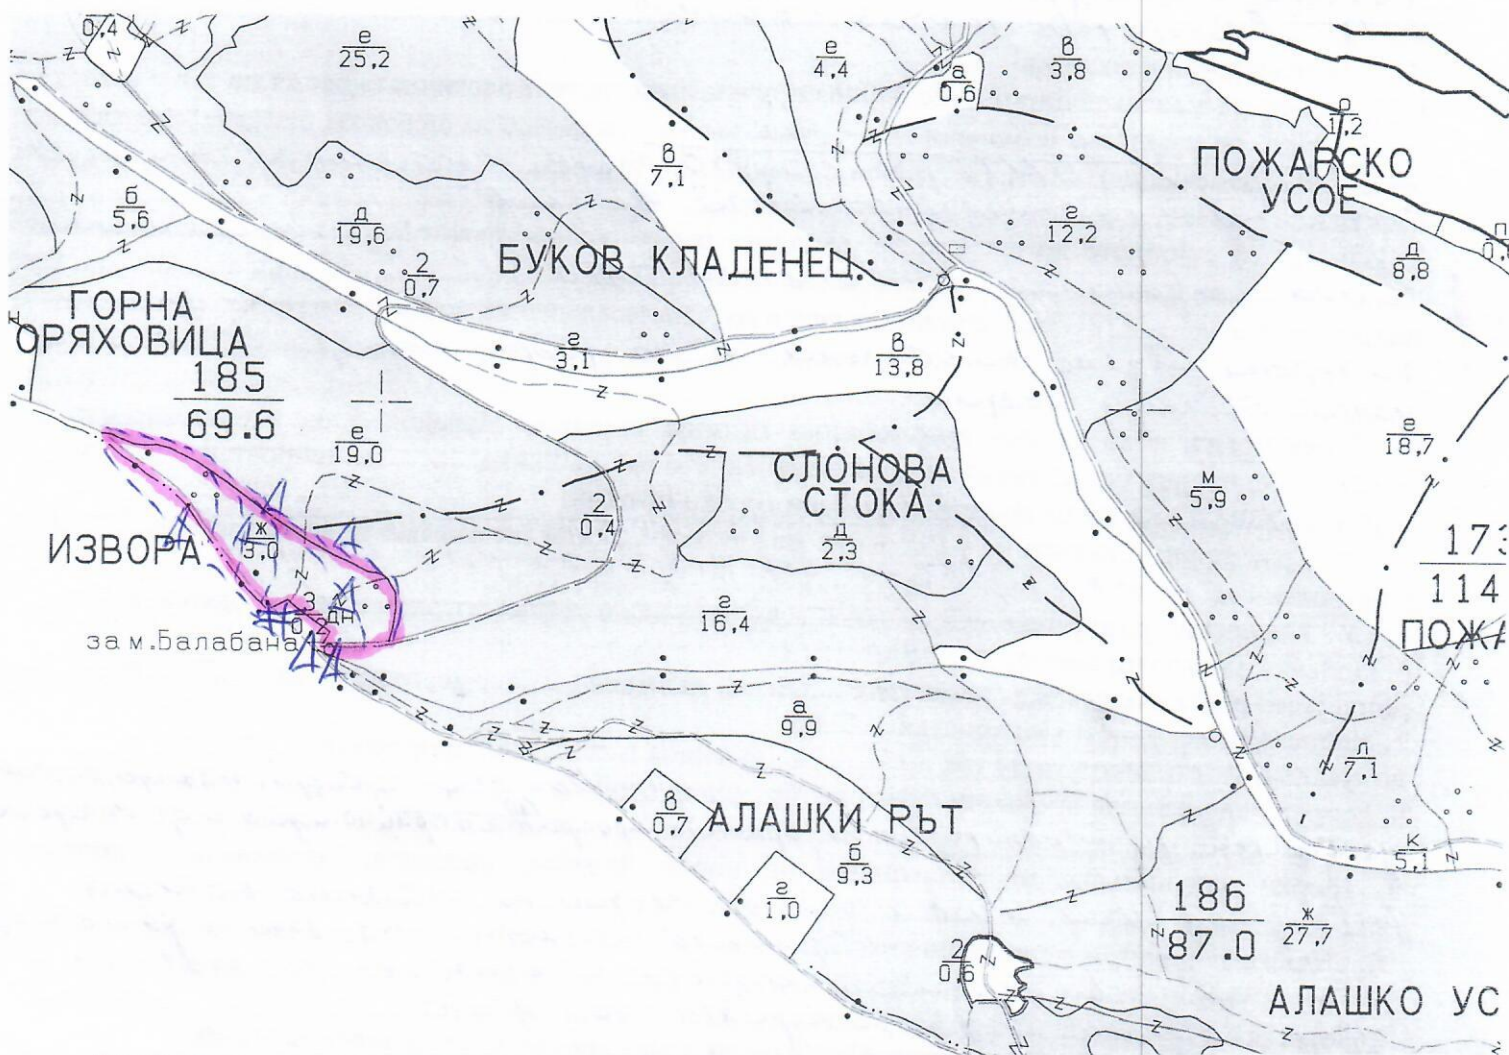 0,4
е
25,2
е
4,4
а
0,6
в
3,8
р
1,2
ПОЖАРСКО
УСОЕ
б
5,6
д
19,6
в
7,1
г
12,2
д
8,8
БУКОВ КЛАДЕНЕЦ
2
0,7
ГОРНА
ОРЯХОВИЦА
185
69.6
г
3,1
в
13,8
е
19,0
е
18,7
СЛОНОВА
СТОКА
д
2,3
м
5,9
2
0,4
ИЗВОРА
ж
3,0
173
114
г
16,4
3
0,2
дн
за м.Балабана
ПОЖА
а
9,9
л
7,1
в
0,7
АЛАШКИ РЪТ
б
9,3
к
5,1
г
1,0
186
87.0
ж
27,7
2
0,6
АЛАШКО УС